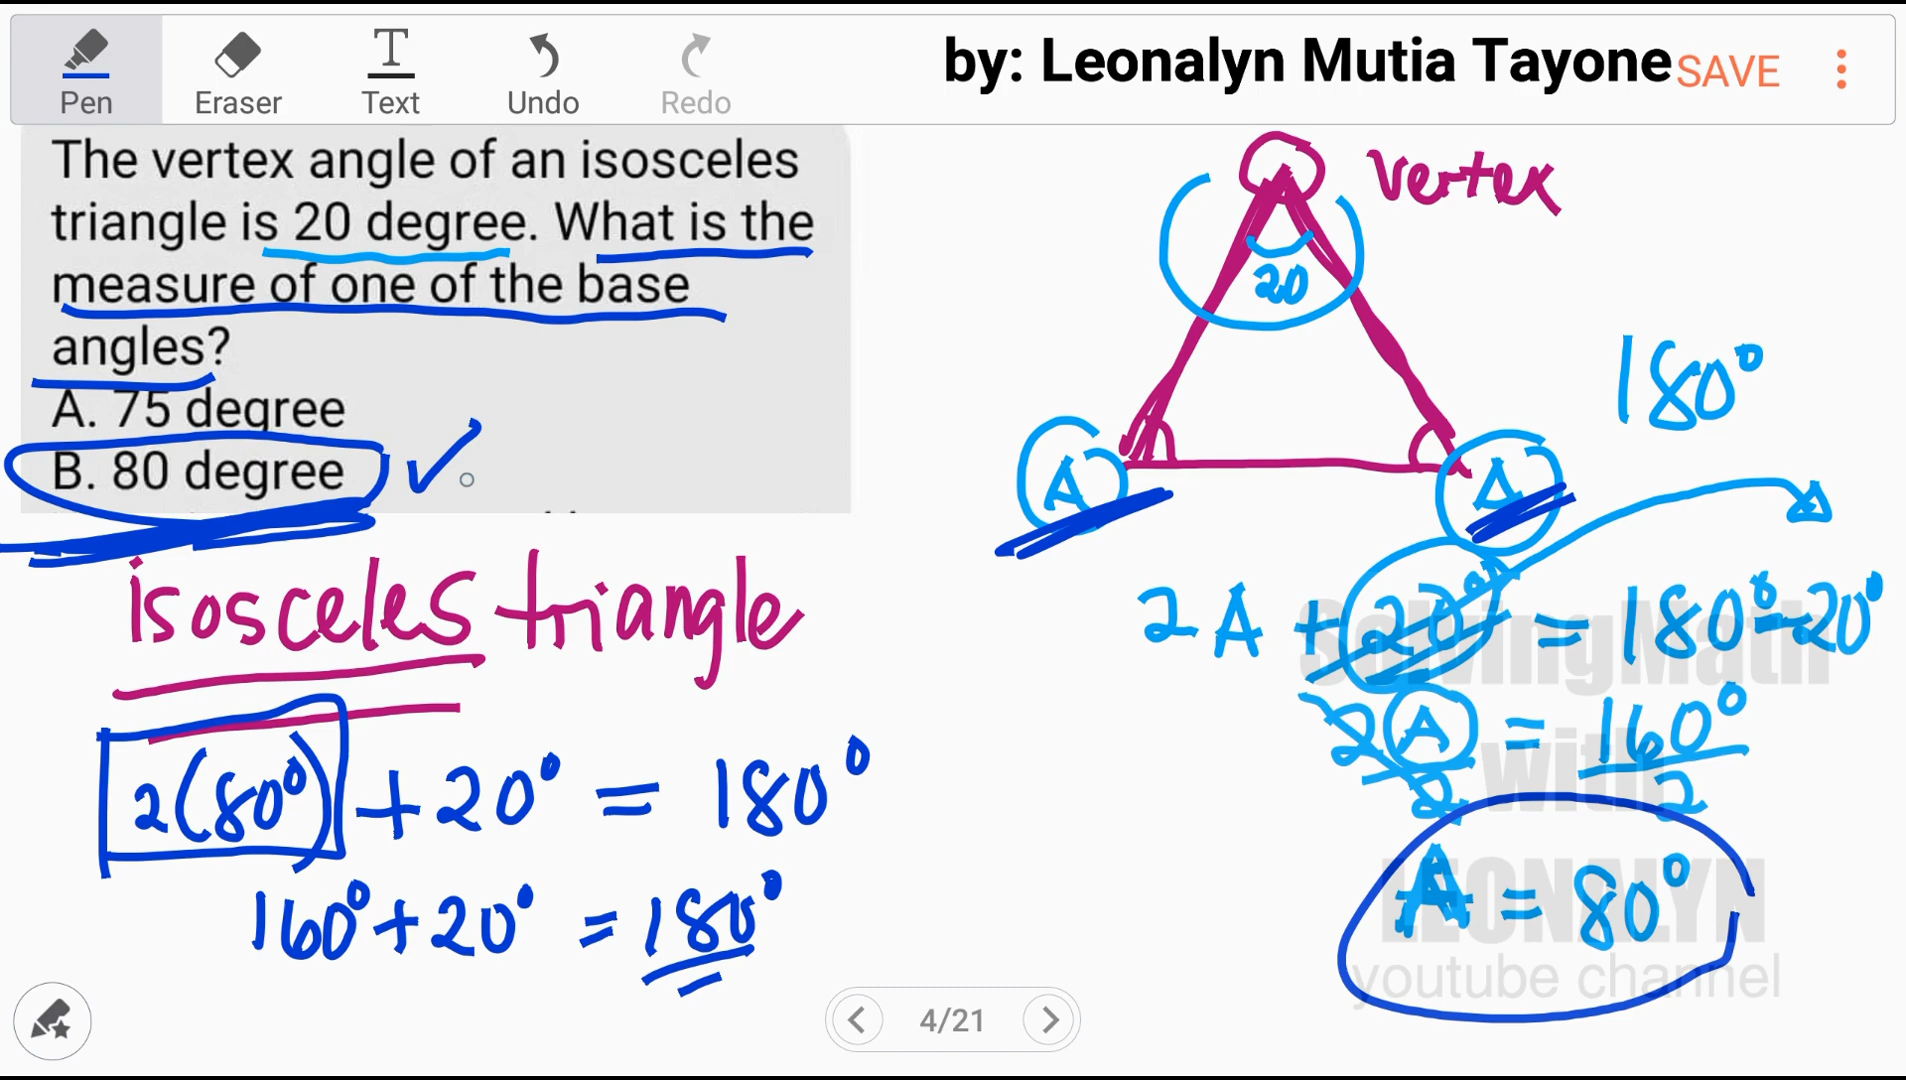 Pen
Eraser
Text
Undo
Redo
by: Leonalyn Mutia Tayone
SAVE
The vertex angle of an isosceles
triangle is 20 degree. What is the
measure of one of the base
angles?
A. 75 degree
B. 80 degree
isosceles triangle
2(80°) + 20° = 180°
160° + 20° = 180°
vertex
20
A
A
180°
2A + 20° = 180° - 20°
2A = 160°
2 2
A = 80°
SolvingMath
with
LEONALYN
youtube channel
4/21